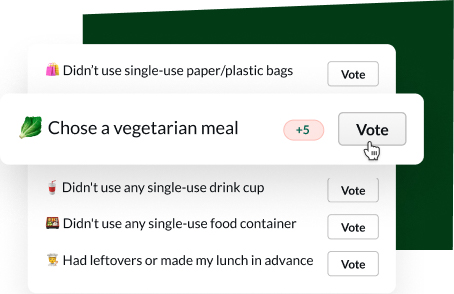 Didn't use single-use paper/plastic bags Vote
Chose a vegetarian meal +5 Vote
Didn't use any single-use drink cup Vote
Didn't use any single-use food container Vote
Had leftovers or made my lunch in advance Vote